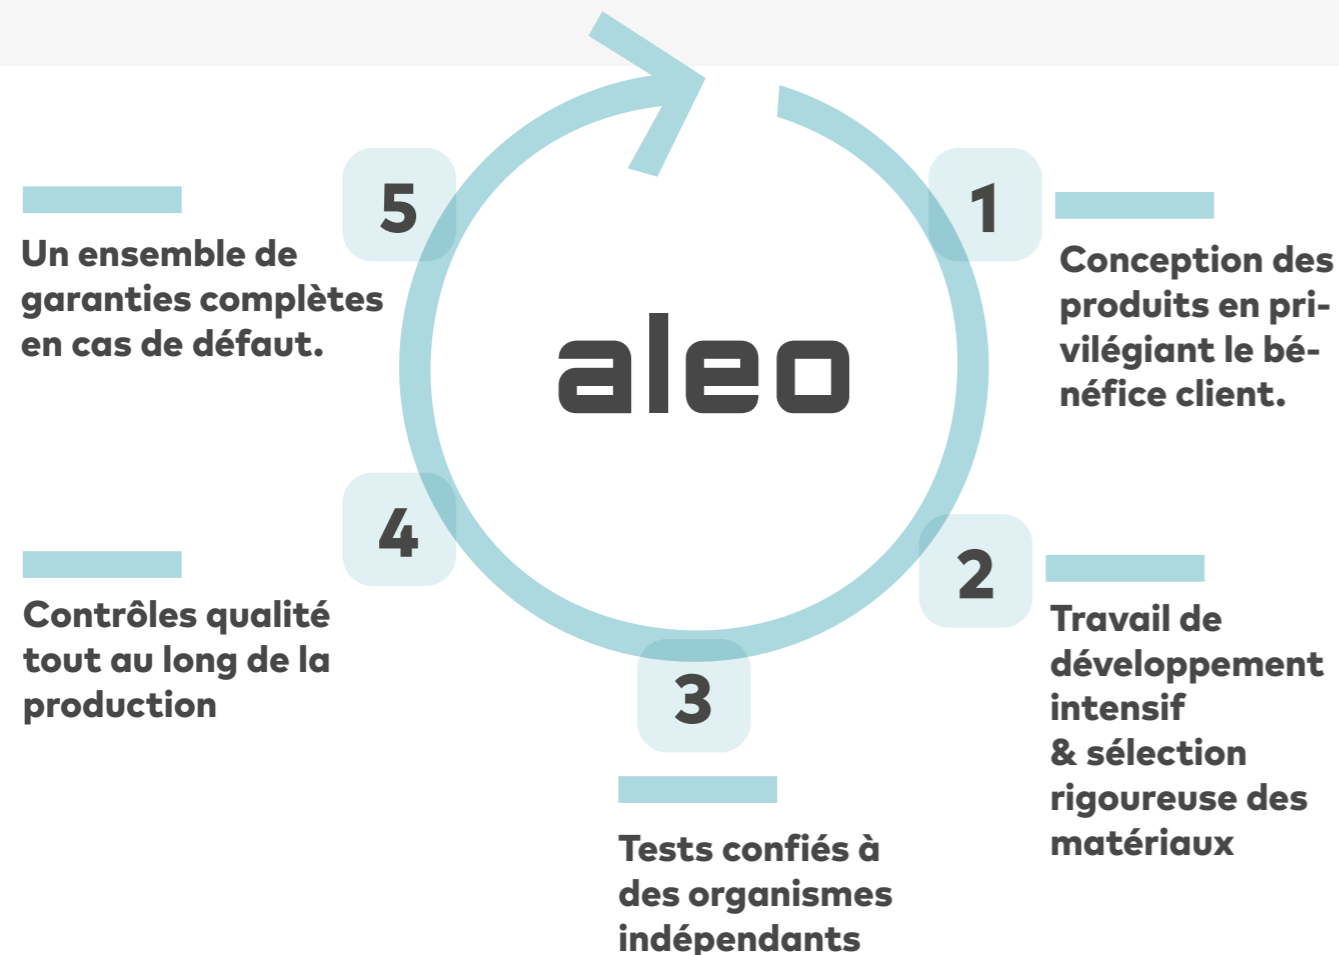 aleo
1
Conception des
produits en pri-
vilégiant le bé-
néfice client.
2
Travail de
développement
intensif
& sélection
rigoureuse des
matériaux
3
Tests confiés à
des organismes
indépendants
4
Contrôles qualité
tout au long de la
production
5
Un ensemble de
garanties complètes
en cas de défaut.